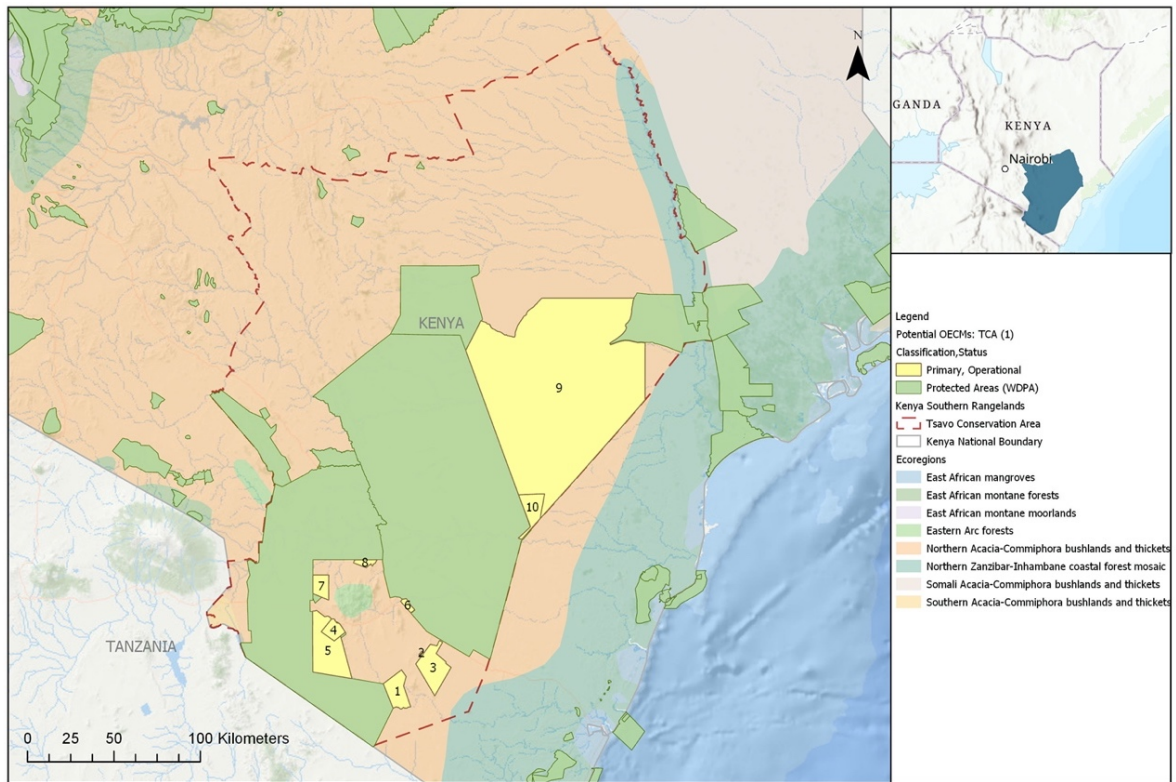 N
KENYA
9
10
8
7
6
4
5
2
3
1
TANZANIA
0 25 50 100 Kilometers
GANDA
KENYA
Nairobi
Legend
Potential OECMs: TCA (1)
Classification,Status
Primary, Operational
Protected Areas (WDPA)
Kenya Southern Rangelands
Tsavo Conservation Area
Kenya National Boundary
Ecoregions
East African mangroves
East African montane forests
East African montane moorlands
Eastern Arc forests
Northern Acacia-Commiphora bushlands and thickets
Northern Zanzibar-Inhambane coastal forest mosaic
Somali Acacia-Commiphora bushlands and thickets
Southern Acacia-Commiphora bushlands and thickets